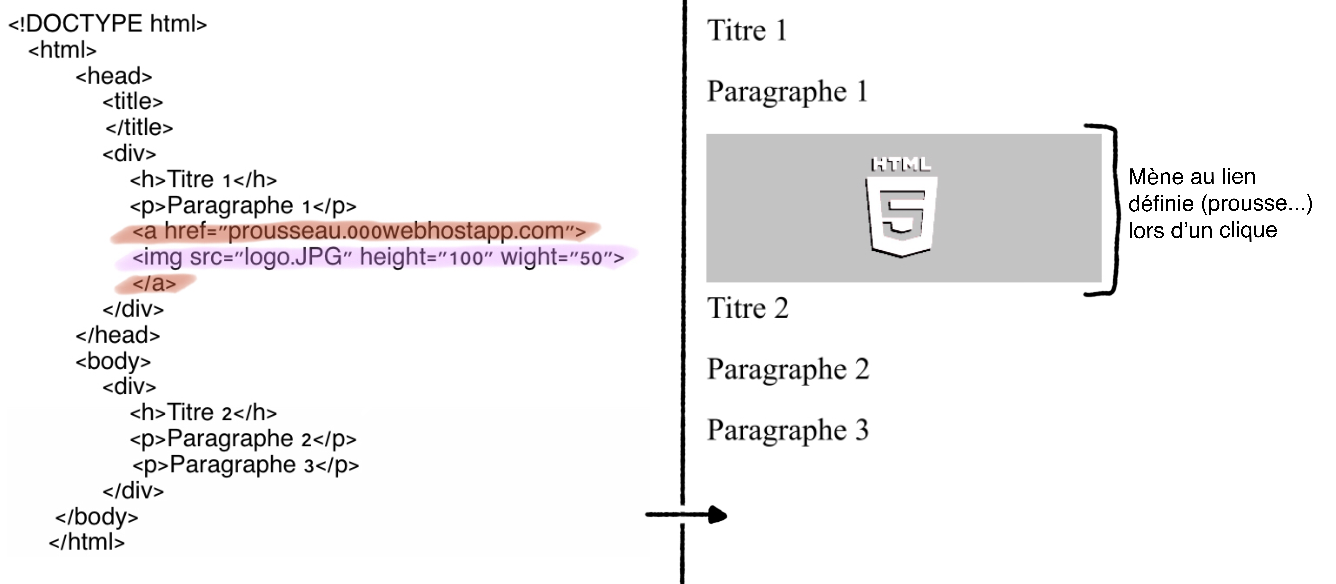 <!DOCTYPE html>
<html>
<head>
<title>
</title>
<div>
<h>Titre 1</h>
<p>Paragraphe 1</p>
<a href="prousseau.000webhostapp.com">
<img src="logo.JPG" height="100" wight="50">
</a>
</div>
</head>
<body>
<div>
<h>Titre 2</h>
<p>Paragraphe 2</p>
<p>Paragraphe 3</p>
</div>
</body>
</html>
Titre 1
Paragraphe 1
HTML
5
Mène au lien
définie (prousse...)
lors d'un clique
Titre 2
Paragraphe 2
Paragraphe 3